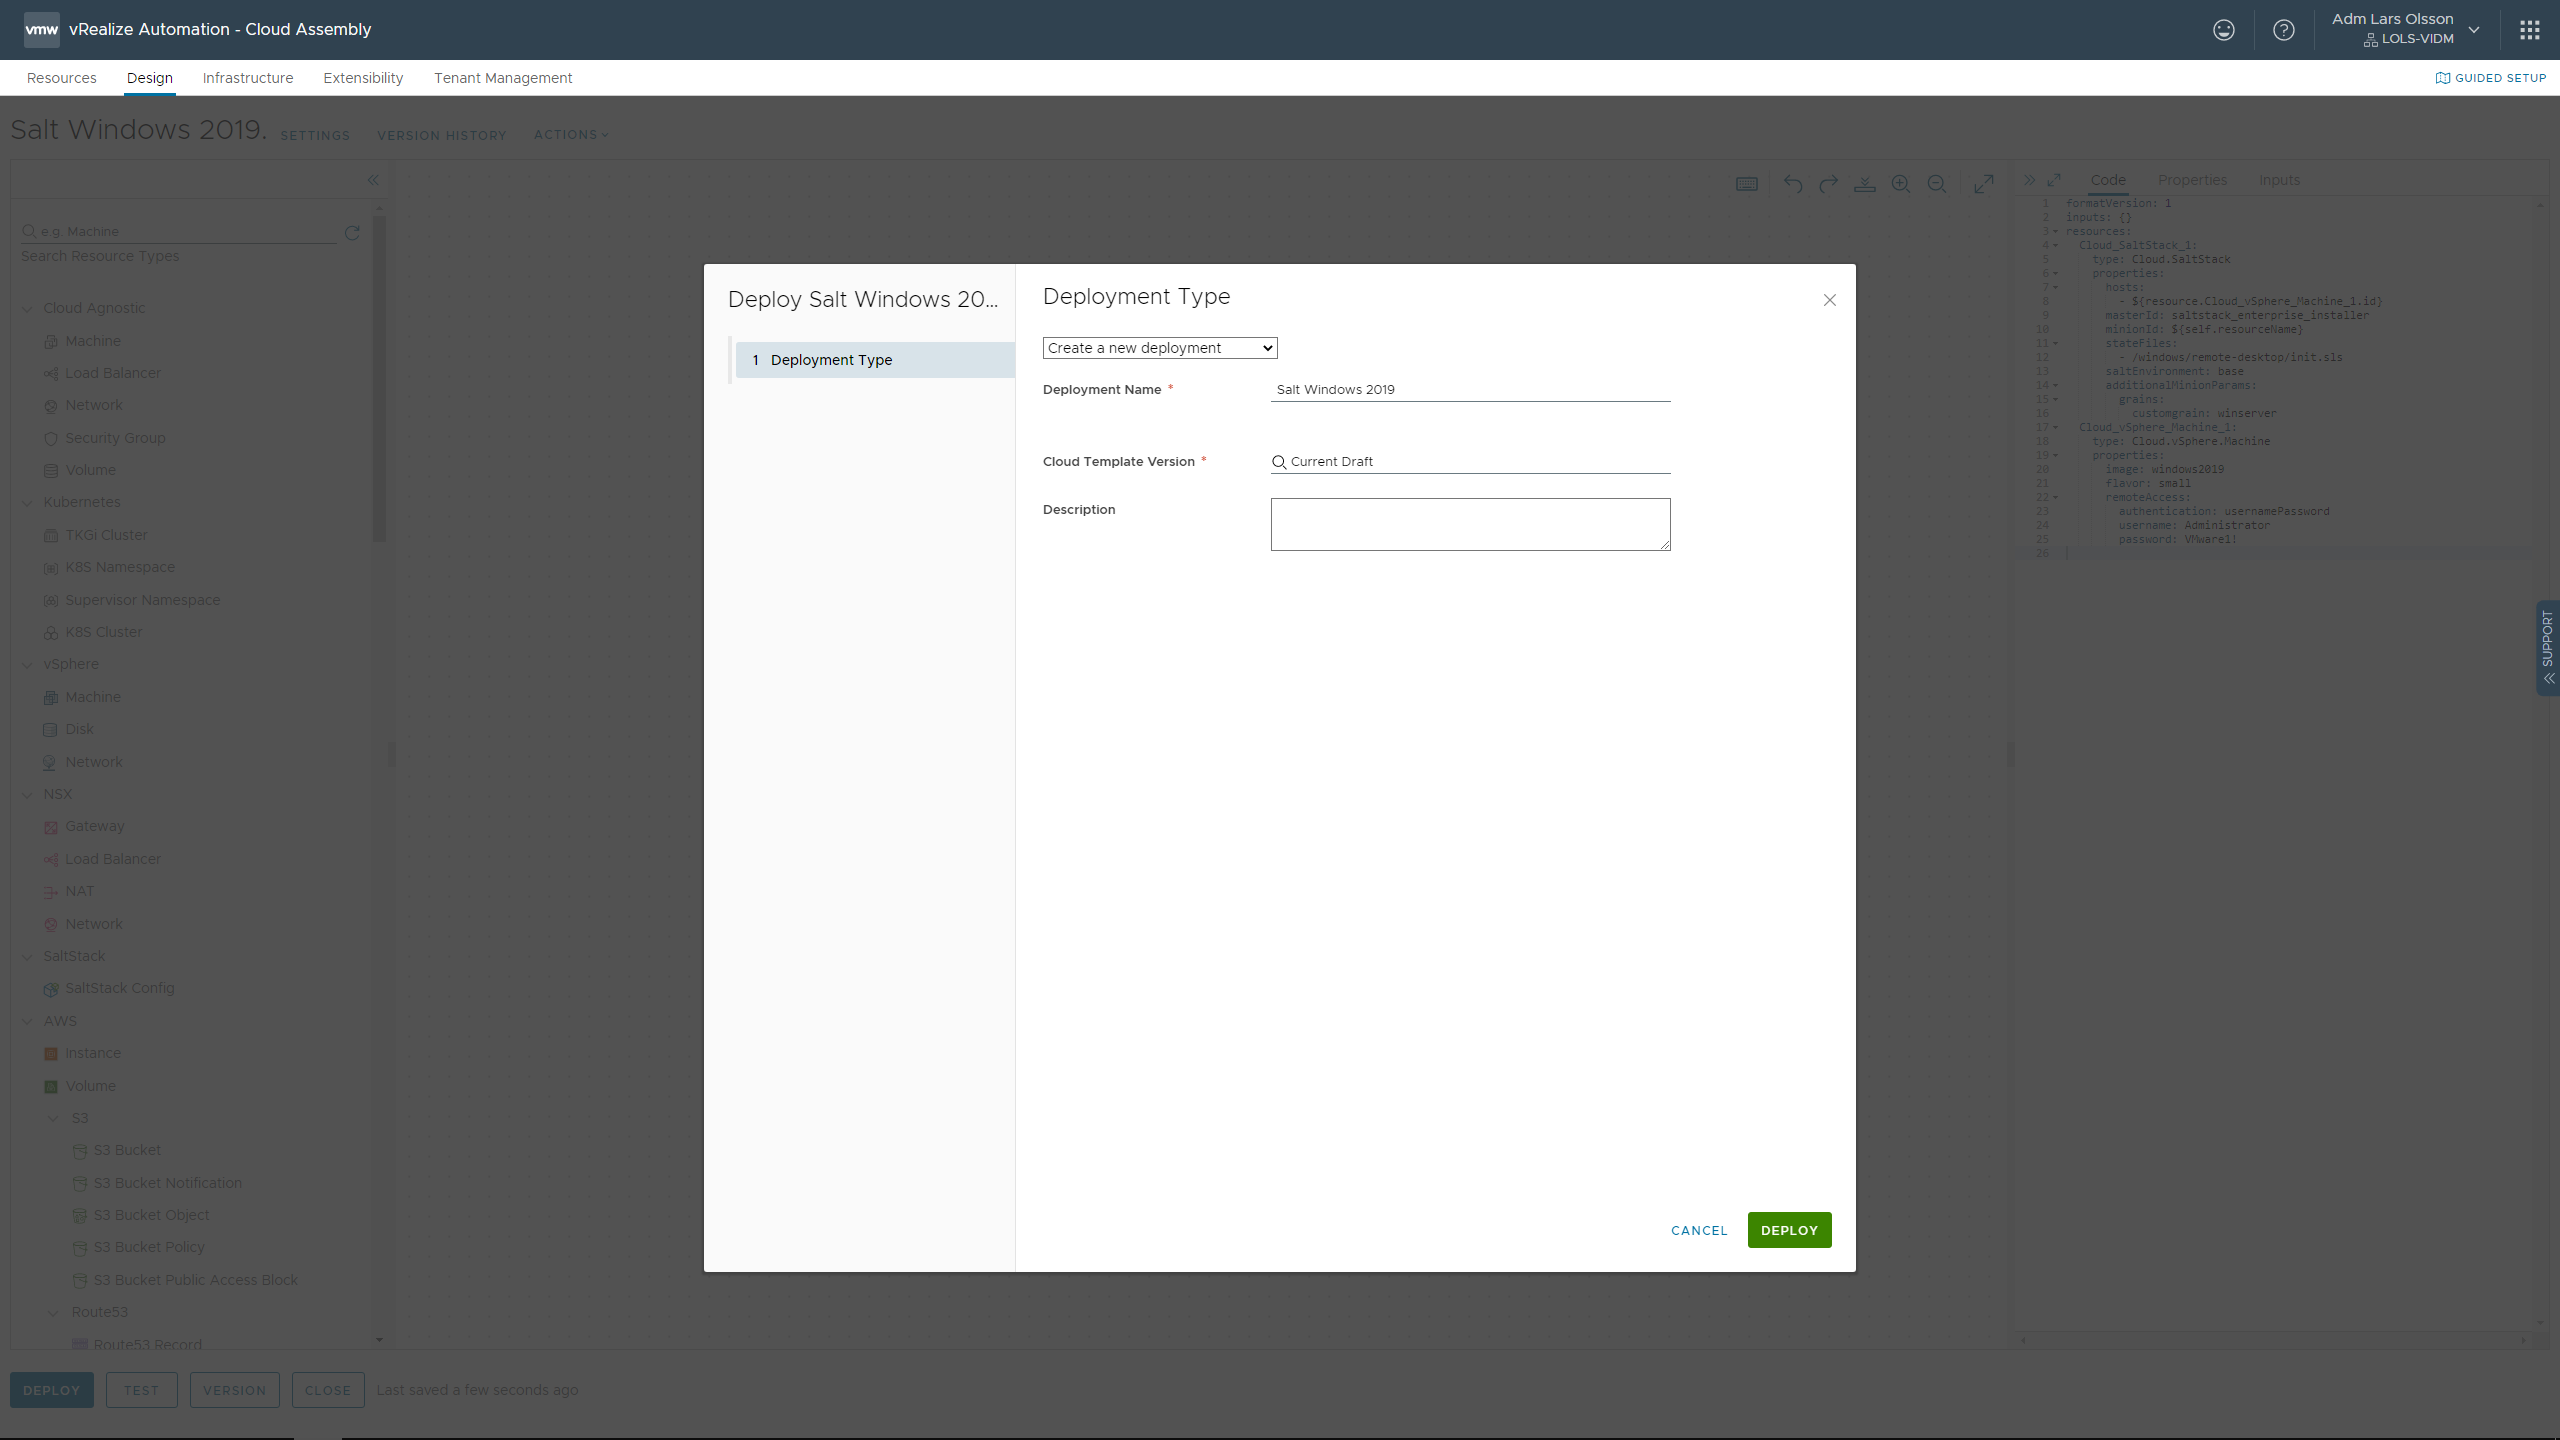 vmw vRealize Automation - Cloud Assembly
Adm Lars Olsson
LOLS-VIDM
Resources Design Infrastructure Extensibility Tenant Management
GUIDED SETUP
Salt Windows 2019. SETTINGS VERSION HISTORY ACTIONS
e.g. Machine
Search Resource Types
Cloud Agnostic
Machine
Load Balancer
Network
Security Group
Volume
Kubernetes
TKGi Cluster
K8S Namespace
Supervisor Namespace
K8S Cluster
vSphere
Machine
Disk
Network
NSX
Gateway
Load Balancer
NAT
Network
SaltStack
SaltStack Config
AWS
Instance
Volume
S3
S3 Bucket
S3 Bucket Notification
S3 Bucket Object
S3 Bucket Policy
S3 Bucket Public Access Block
Route53
Route53 Record
Deploy Salt Windows 20...
1 Deployment Type
Deployment Type
Create a new deployment
Deployment Name * Salt Windows 2019
Cloud Template Version * Current Draft
Description
CANCEL DEPLOY
Code Properties Inputs
1 formatVersion: 1
2 inputs: {}
3 resources:
4 Cloud_SaltStack_1:
5 type: Cloud.SaltStack
6 properties:
7 hosts:
8 - ${resource.Cloud_vSphere_Machine_1.id}
9 masterId: saltstack_enterprise_installer
10 minionId: ${self.resourceName}
11 stateFiles:
12 - /windows/remote-desktop/init.sls
13 saltEnvironment: base
14 additionalMinionParams:
15 grains:
16 customgrain: winserver
17 Cloud_vSphere_Machine_1:
18 type: Cloud.vSphere.Machine
19 properties:
20 image: windows2019
21 flavor: small
22 remoteAccess:
23 authentication: usernamePassword
24 username: Administrator
25 password: VMware1!
26
SUPPORT
DEPLOY TEST VERSION CLOSE Last saved a few seconds ago